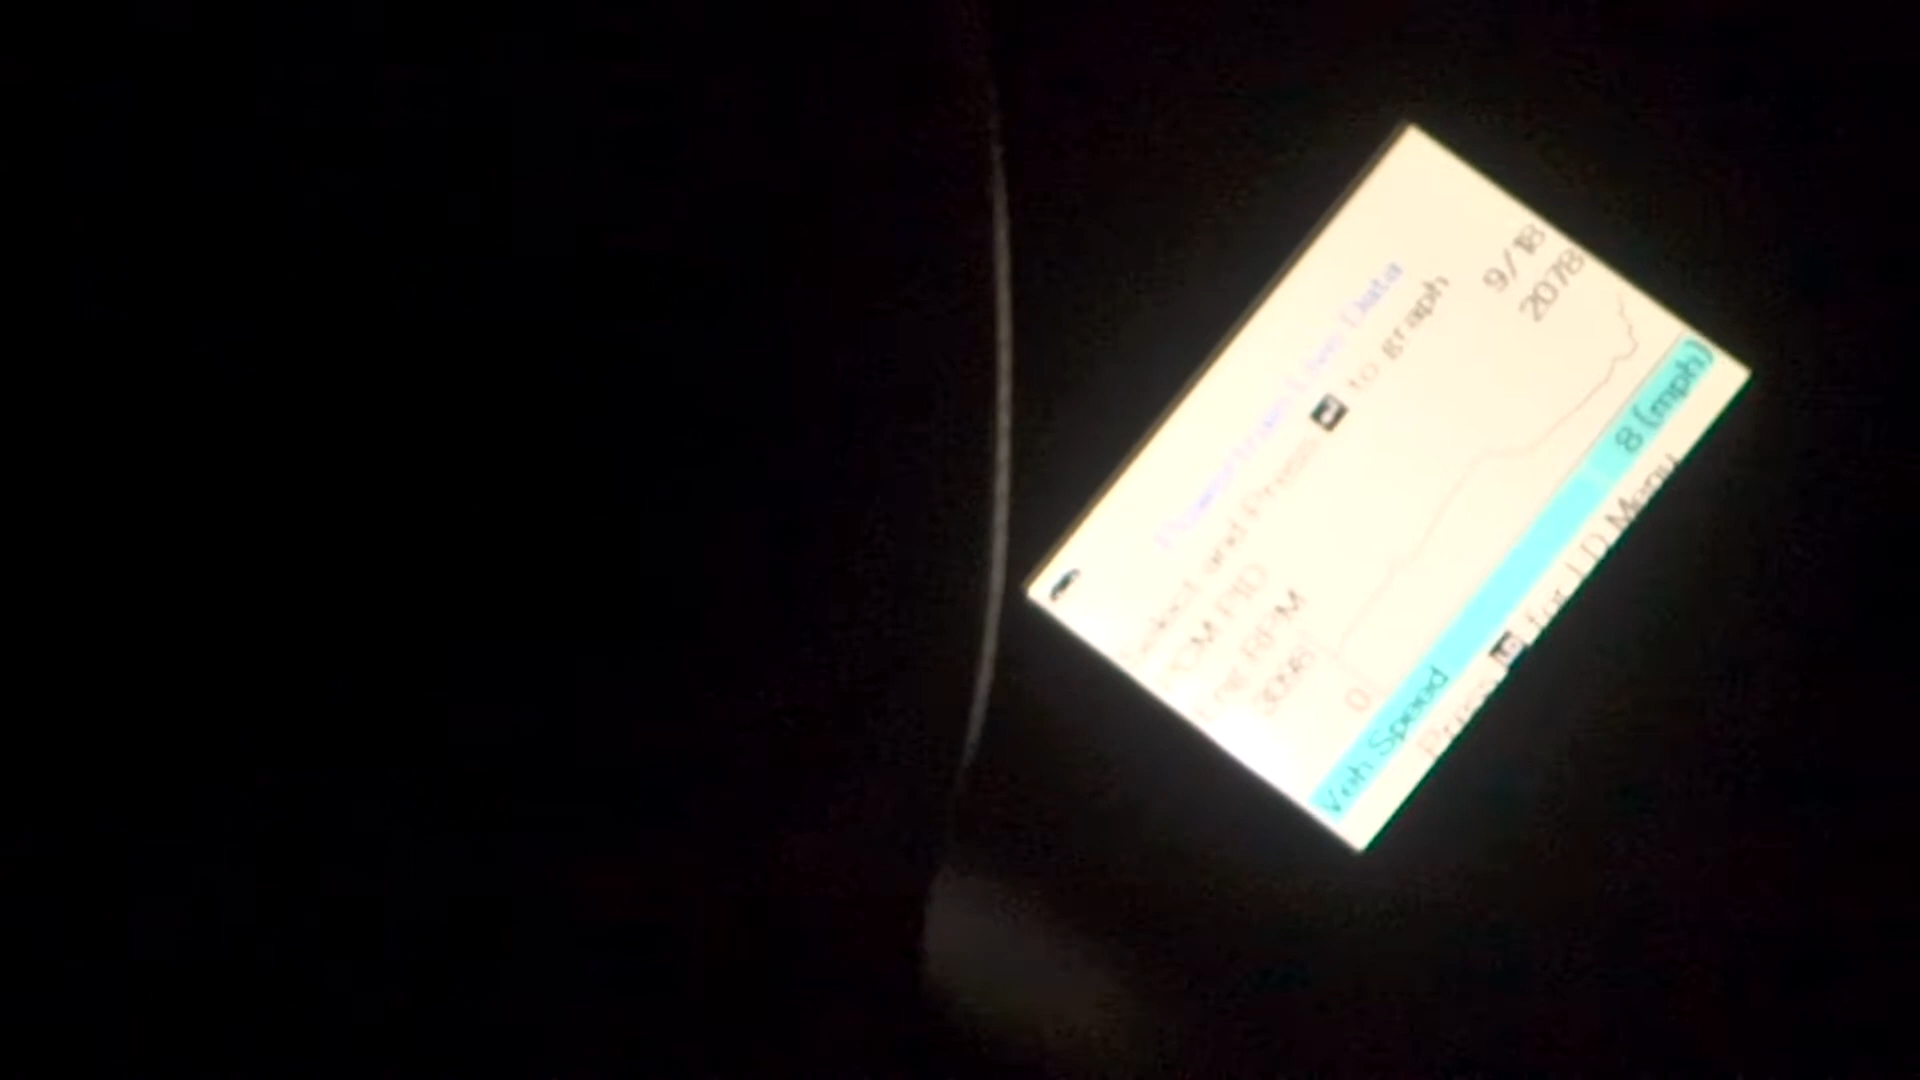 Powertrain Live Data
Select and Press to graph
PCM PID 9/18
Eng RPM 2078
3056
0
Veh Speed 8 (mph)
Press for LD Menu